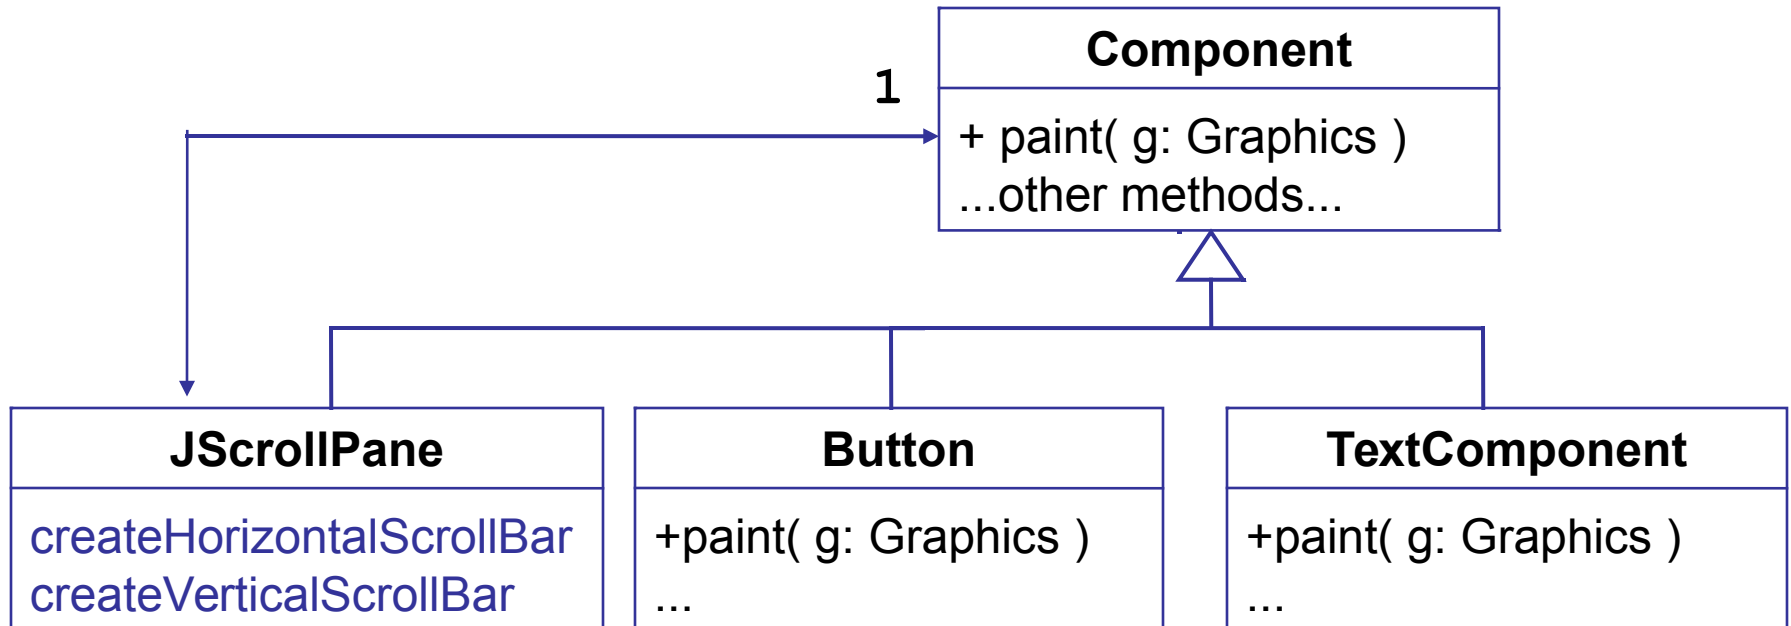 Component
1
+ paint( g: Graphics )
...other methods...
JScrollPane
createHorizontalScrollBar
createVerticalScrollBar
Button
+paint( g: Graphics )
...
TextComponent
+paint( g: Graphics )
...